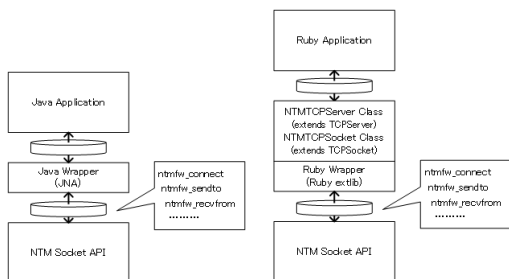 Java Application
Java Wrapper
(JNA)
ntmfw_connect
ntmfw_sendto
ntmfw_recvfrom
………
NTM Socket API
Ruby Application
NTMTCPServer Class
(extends TCPServer)
NTMTCPSocket Class
(extends TCPSocket)
Ruby Wrapper
(Ruby extlib)
ntmfw_connect
ntmfw_sendto
ntmfw_recvfrom
………
NTM Socket API